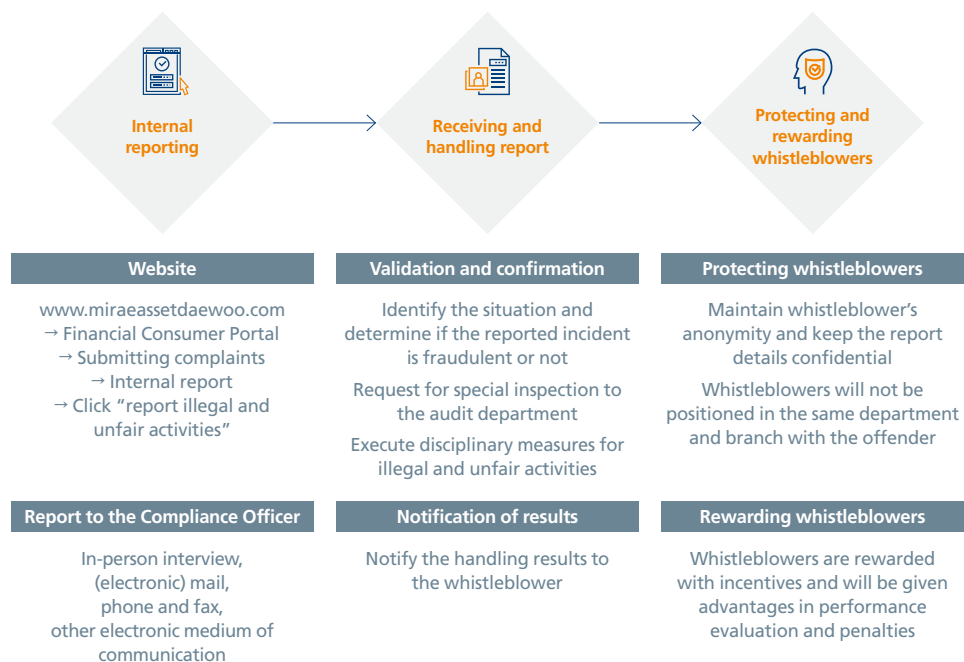 Internal
reporting
Receiving and
handling report
Protecting and
rewarding
whistleblowers
Website
www.miraeassetdaewoo.com
→ Financial Consumer Portal
→ Submitting complaints
→ Internal report
→ Click “report illegal and
unfair activities”
Report to the Compliance Officer
In-person interview,
(electronic) mail,
phone and fax,
other electronic medium of
communication
Validation and confirmation
Identify the situation and
determine if the reported incident
is fraudulent or not
Request for special inspection to
the audit department
Execute disciplinary measures for
illegal and unfair activities
Notification of results
Notify the handling results to
the whistleblower
Protecting whistleblowers
Maintain whistleblower’s
anonymity and keep the report
details confidential
Whistleblowers will not be
positioned in the same department
and branch with the offender
Rewarding whistleblowers
Whistleblowers are rewarded
with incentives and will be given
advantages in performance
evaluation and penalties